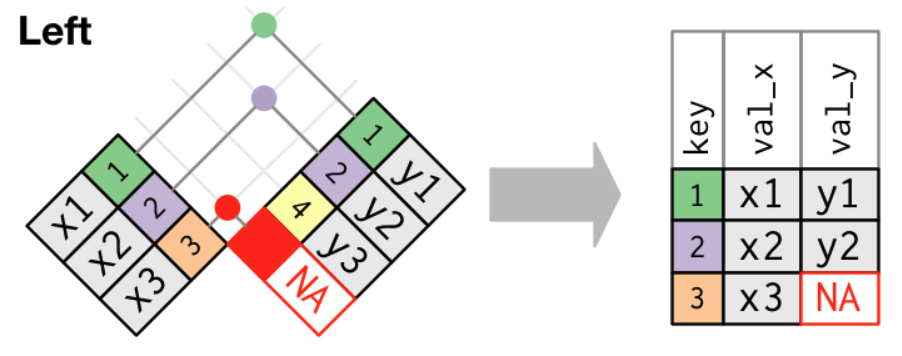 Left
1 x1
2 x2
3 x3
1 y1
2 y2
4 y3
NA
key val_x val_y
1 x1 y1
2 x2 y2
3 x3 NA